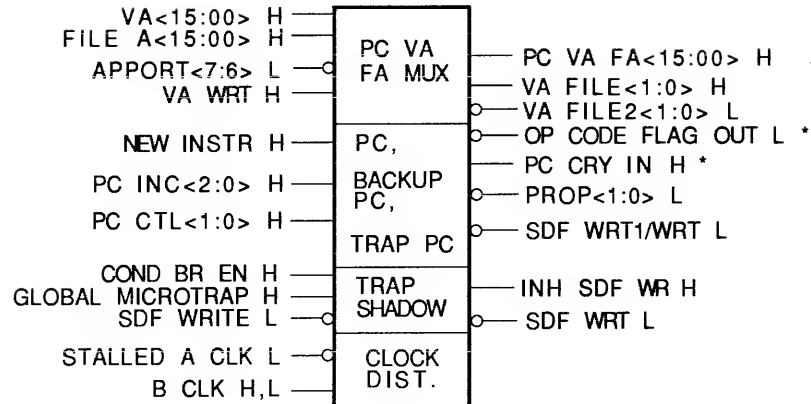 VA<15:00> H
FILE A<15:00> H
APPORT<7:6> L
VA WRT H
NEW INSTR H
PC INC<2:0> H
PC CTL<1:0> H
COND BR EN H
GLOBAL MICROTRAP H
SDF WRITE L
STALLED A CLK L
B CLK H,L
PC VA
FA MUX
PC,
BACKUP
PC,
TRAP PC
TRAP
SHADOW
CLOCK
DIST.
PC VA FA<15:00> H
VA FILE<1:0> H
VA FILE2<1:0> L
OP CODE FLAG OUT L *
PC CRY IN H *
PROP<1:0> L
SDF WRT1/WRT L
INH SDF WR H
SDF WRT L